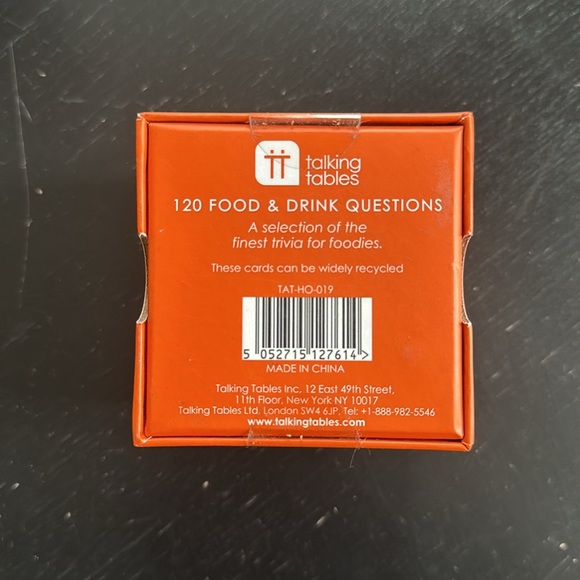 talking
tables
120 FOOD & DRINK QUESTIONS
A selection of the
finest trivia for foodies.
These cards can be widely recycled
TAT-HO-019
5 052715 127614 >
MADE IN CHINA
Talking Tables Inc. 12 East 49th Street,
11th Floor, New York NY 10017
Talking Tables Ltd. London SW4 6JP. Tel: +1-888-982-5546
www.talkingtables.com